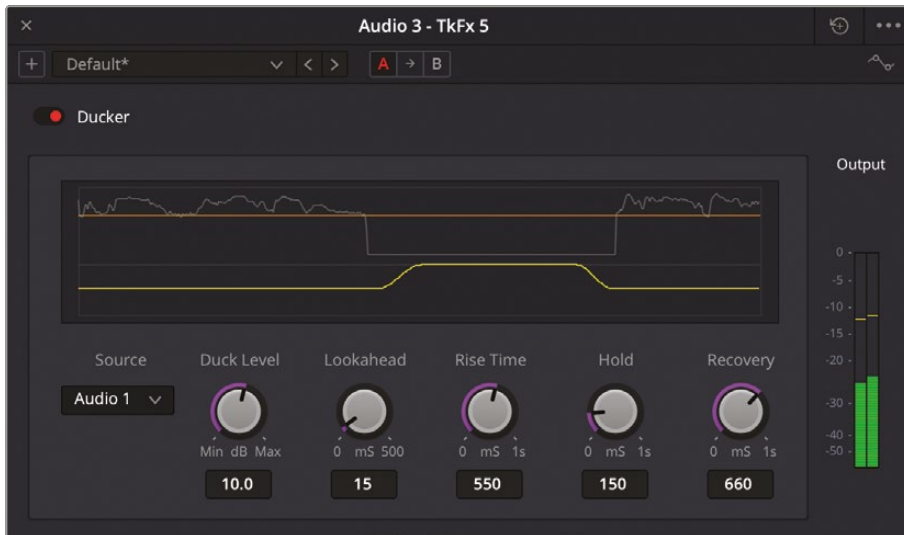 Audio 3 - TkFx 5
Default*
A
B
Ducker
Output
0 -
-5 -
-10 -
-15 -
-20 -
-30 -
-40 -
-50 -
Source
Duck Level
Lookahead
Rise Time
Hold
Recovery
Audio 1
Min dB Max
0 mS 500
0 mS 1s
0 mS 1s
0 mS 1s
10.0
15
550
150
660